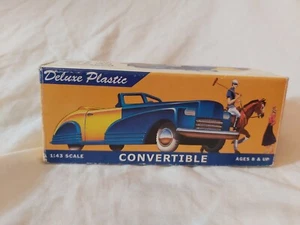 Deluxe Plastic
1:43 SCALE
CONVERTIBLE
AGES 8 & UP